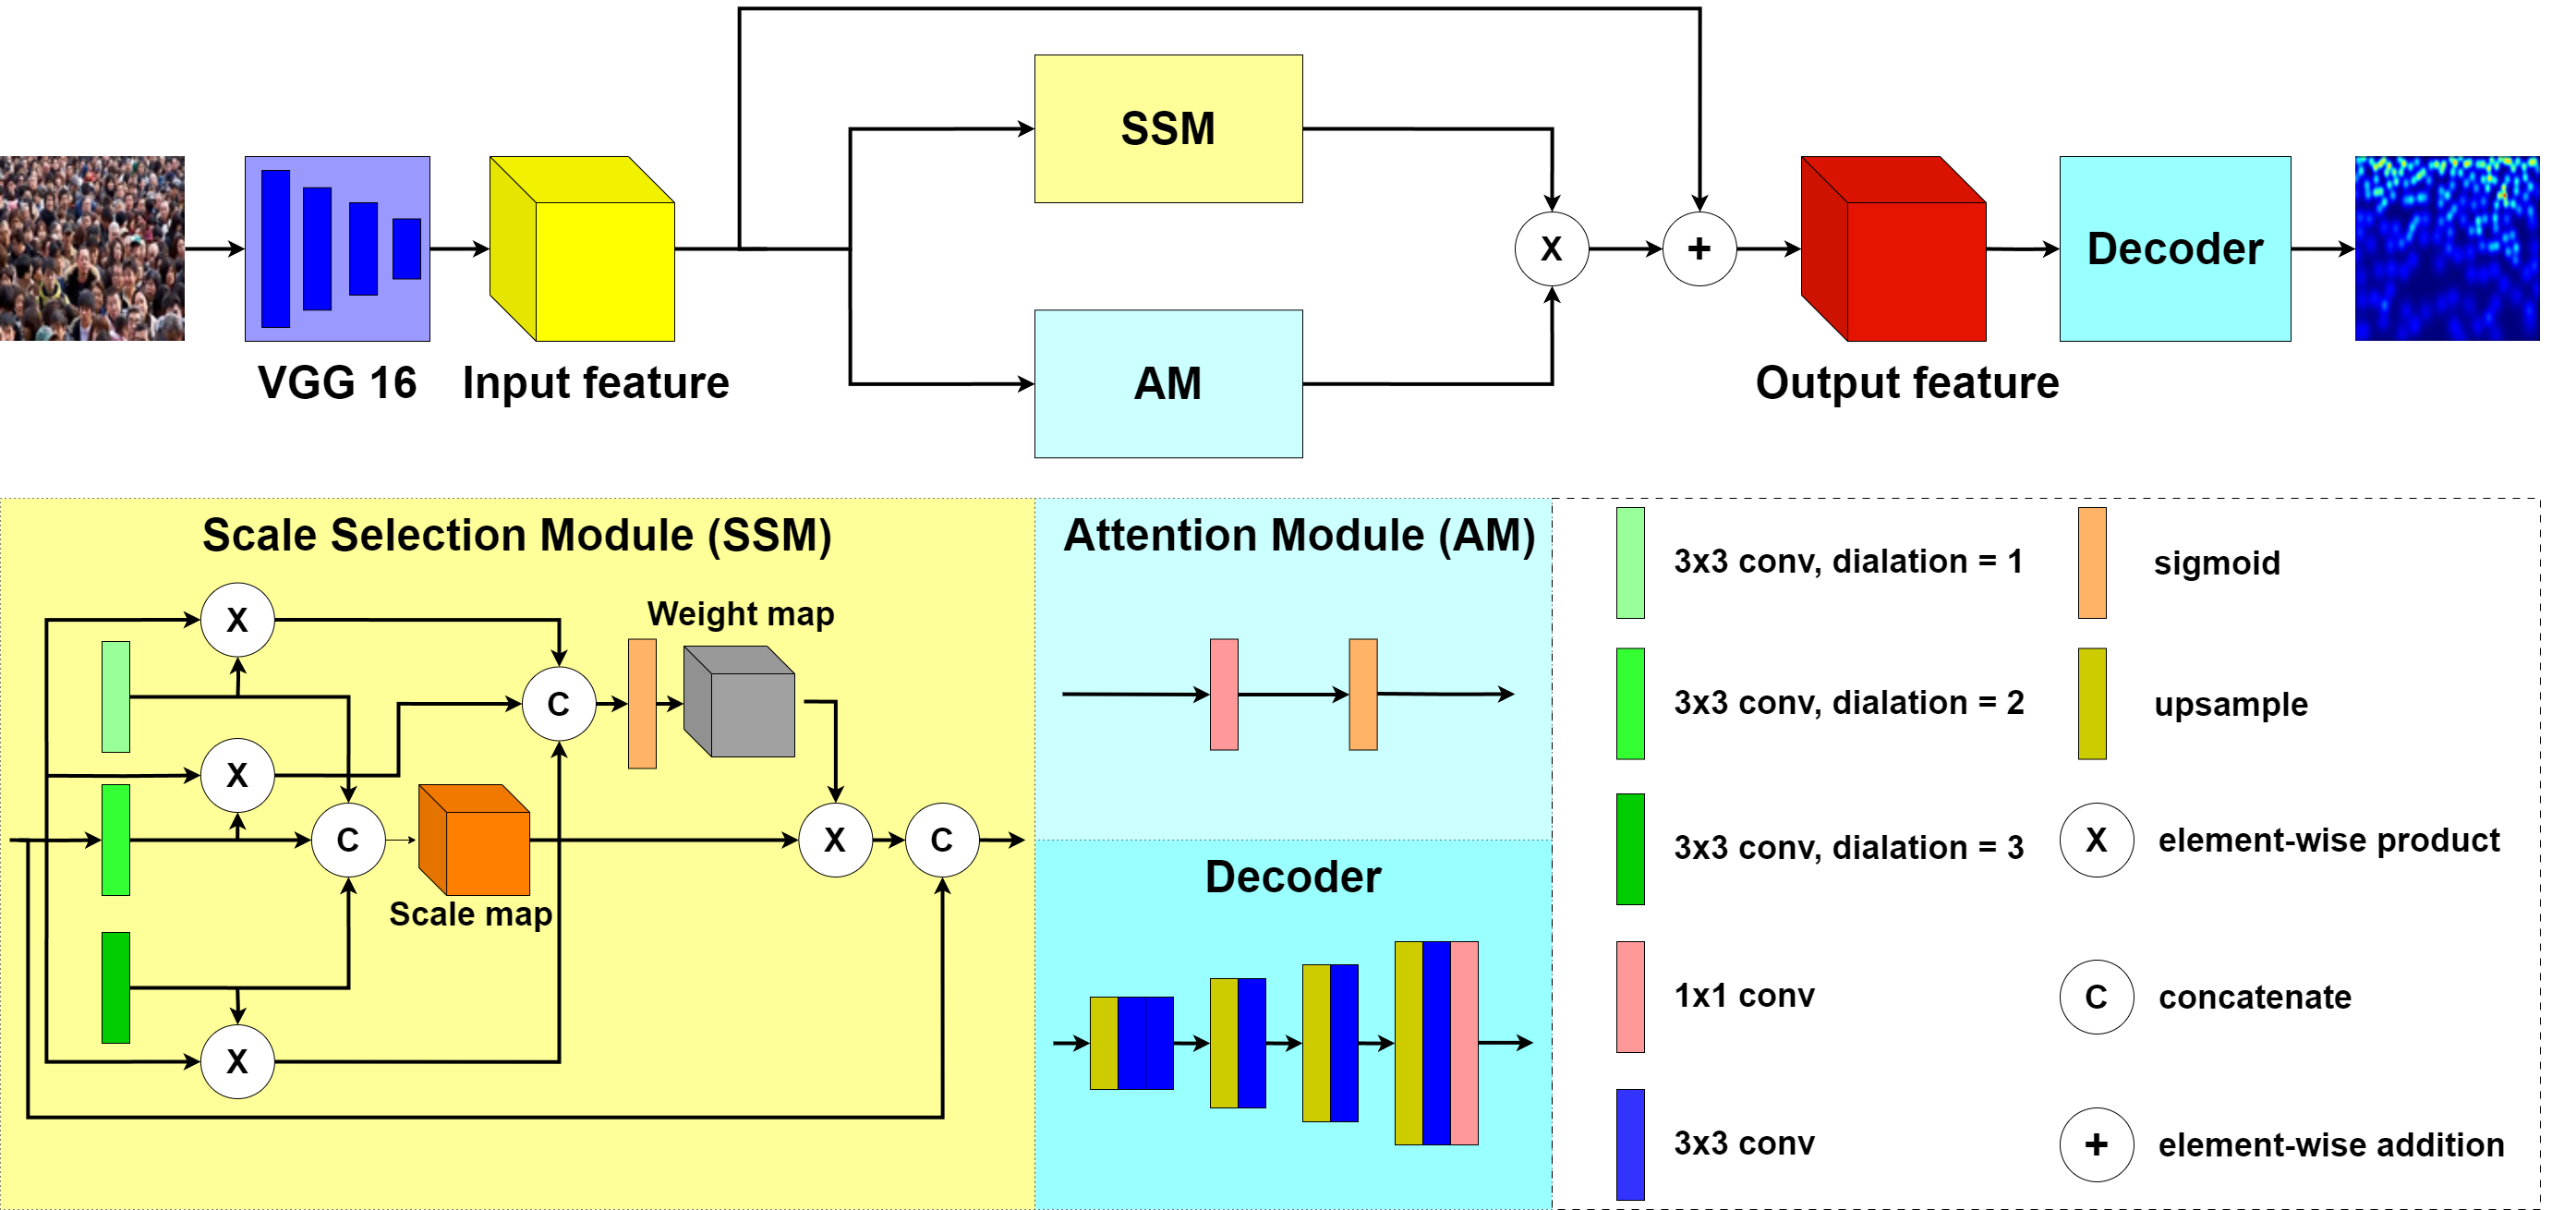 SSM
X
+
Decoder
AM
VGG 16
Input feature
Output feature
Scale Selection Module (SSM)
X
Weight map
C
X
C
Scale map
X
C
X
Attention Module (AM)
Decoder
3x3 conv, dialation = 1
3x3 conv, dialation = 2
3x3 conv, dialation = 3
1x1 conv
3x3 conv
sigmoid
upsample
X element-wise product
C concatenate
+ element-wise addition